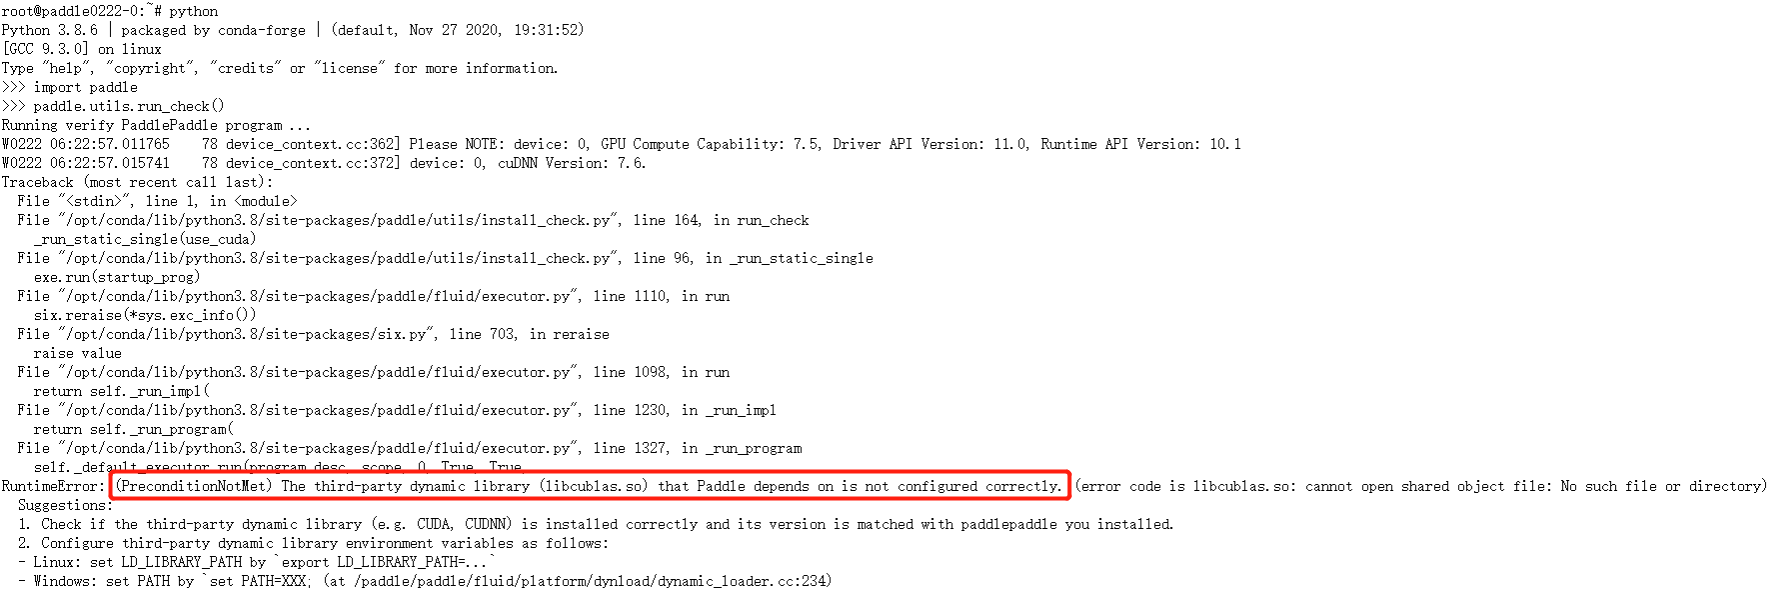 root@paddle0222-0:~# python
Python 3.8.6 | packaged by conda-forge | (default, Nov 27 2020, 19:31:52)
[GCC 9.3.0] on linux
Type "help", "copyright", "credits" or "license" for more information.
>>> import paddle
>>> paddle.utils.run_check()
Running verify PaddlePaddle program ...
W0222 06:22:57.011765    78 device_context.cc:362] Please NOTE: device: 0, GPU Compute Capability: 7.5, Driver API Version: 11.0, Runtime API Version: 10.1
W0222 06:22:57.015741    78 device_context.cc:372] device: 0, cuDNN Version: 7.6.
Traceback (most recent call last):
  File "<stdin>", line 1, in <module>
  File "/opt/conda/lib/python3.8/site-packages/paddle/utils/install_check.py", line 164, in run_check
    _run_static_single(use_cuda)
  File "/opt/conda/lib/python3.8/site-packages/paddle/utils/install_check.py", line 96, in _run_static_single
    exe.run(startup_prog)
  File "/opt/conda/lib/python3.8/site-packages/paddle/fluid/executor.py", line 1110, in run
    six.reraise(*sys.exc_info())
  File "/opt/conda/lib/python3.8/site-packages/six.py", line 703, in reraise
    raise value
  File "/opt/conda/lib/python3.8/site-packages/paddle/fluid/executor.py", line 1098, in run
    return self._run_impl(
  File "/opt/conda/lib/python3.8/site-packages/paddle/fluid/executor.py", line 1230, in _run_impl
    return self._run_program(
  File "/opt/conda/lib/python3.8/site-packages/paddle/fluid/executor.py", line 1327, in _run_program
    self._default_executor.run(program.desc, scope, 0, True, True,
RuntimeError: (PreconditionNotMet) The third-party dynamic library (libcublas.so) that Paddle depends on is not configured correctly. (error code is libcublas.so: cannot open shared object file: No such file or directory)
  Suggestions:
  1. Check if the third-party dynamic library (e.g. CUDA, CUDNN) is installed correctly and its version is matched with paddlepaddle you installed.
  2. Configure third-party dynamic library environment variables as follows:
  - Linux: set LD_LIBRARY_PATH by `export LD_LIBRARY_PATH=...`
  - Windows: set PATH by `set PATH=XXX; (at /paddle/paddle/fluid/platform/dynload/dynamic_loader.cc:234)